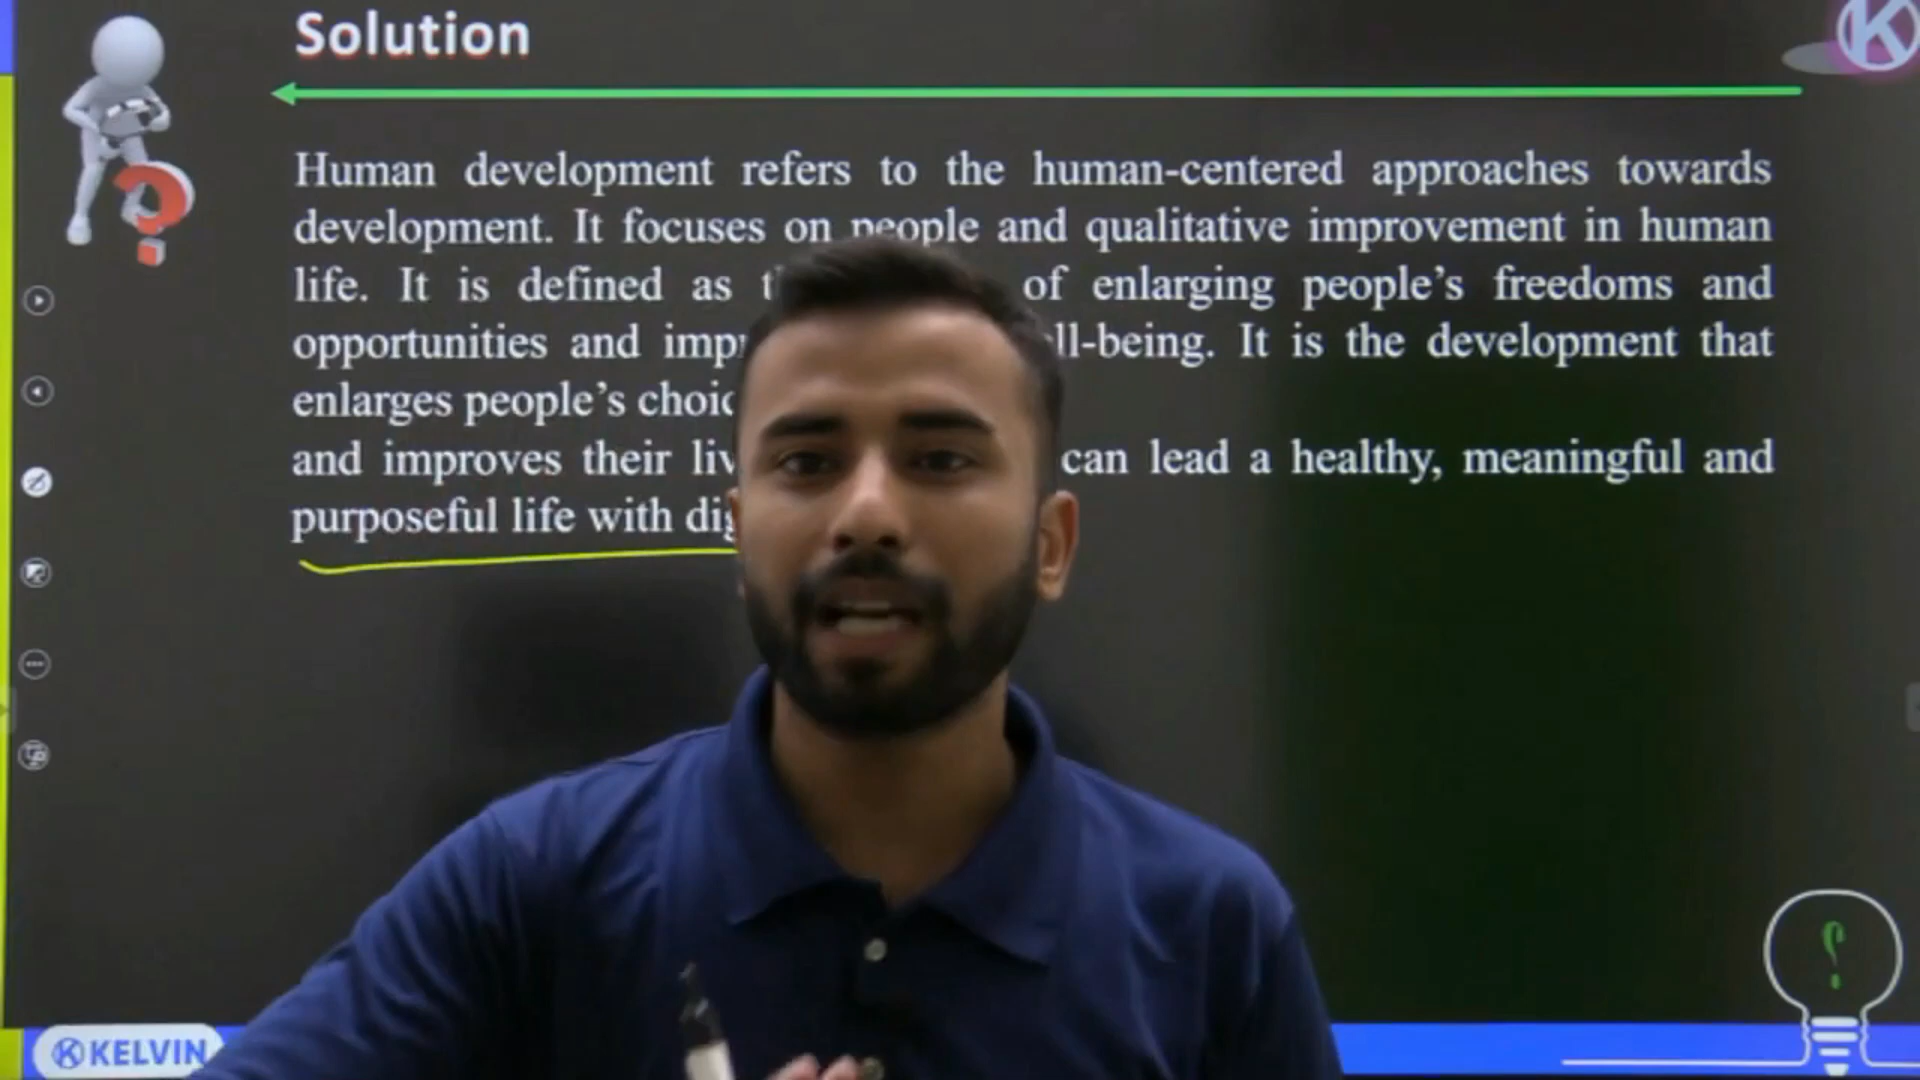 Solution
Human development refers to the human-centered approaches towards
development. It focuses on people and qualitative improvement in human
life. It is defined as of enlarging people's freedoms and
opportunities and being. It is the development that
enlarges people's
and improves their can lead a healthy, meaningful and
purposeful life with
K
KELVIN